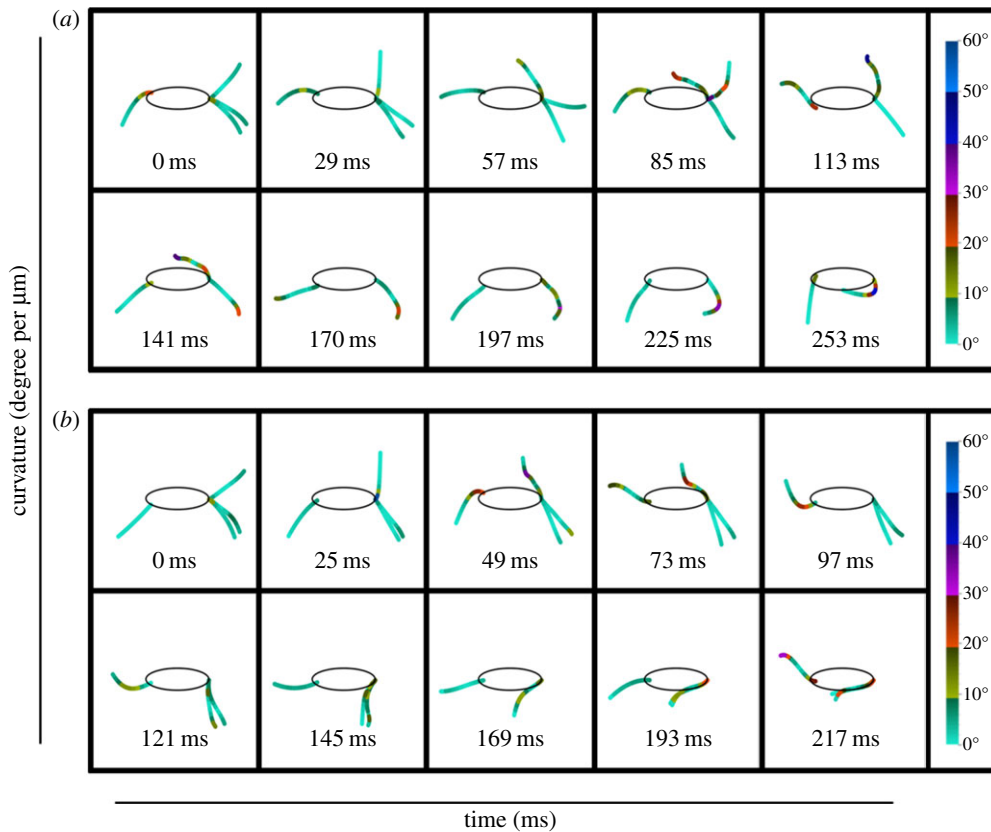 (a)
0 ms
29 ms
57 ms
85 ms
113 ms
60°
50°
40°
30°
20°
10°
0°
141 ms
170 ms
197 ms
225 ms
253 ms
curvature (degree per µm)
(b)
0 ms
25 ms
49 ms
73 ms
97 ms
60°
50°
40°
30°
20°
10°
0°
121 ms
145 ms
169 ms
193 ms
217 ms
time (ms)